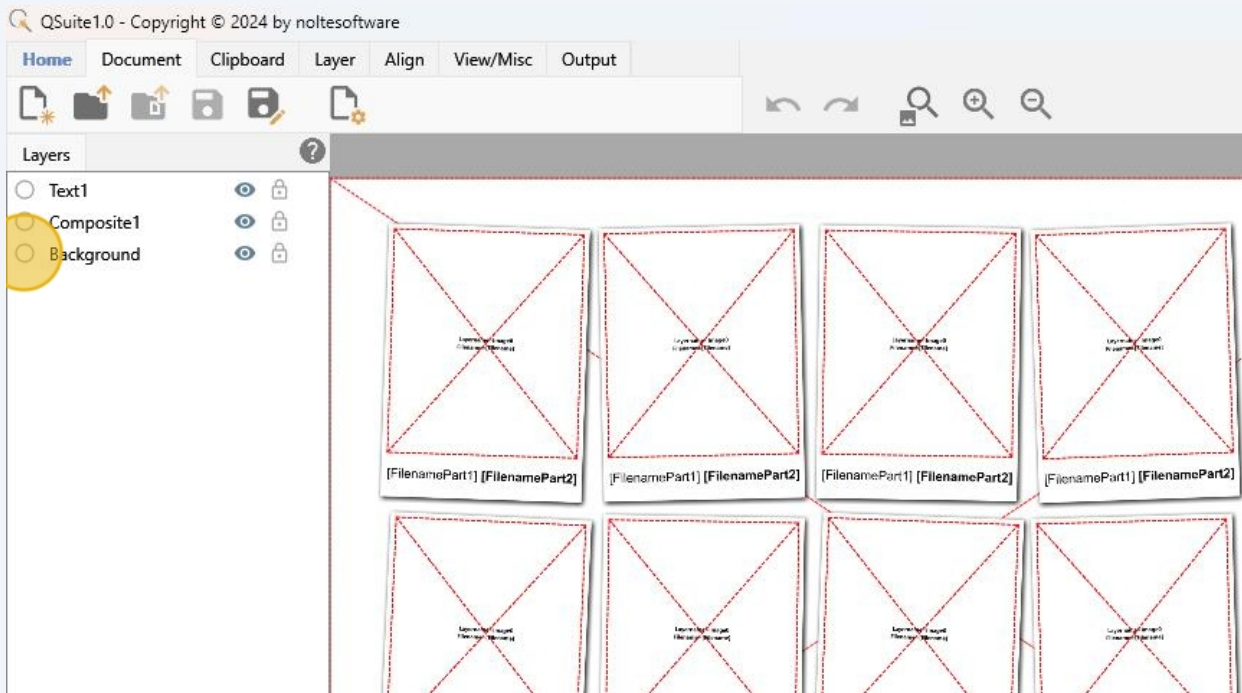 QSuite1.0 - Copyright © 2024 by noltesoftware
Home Document Clipboard Layer Align View/Misc Output
Layers
Text1
Composite1
Background
[FilenamePart1] [FilenamePart2] [FilenamePart1] [FilenamePart2] [FilenamePart1] [FilenamePart2] [FilenamePart1] [FilenamePart2]